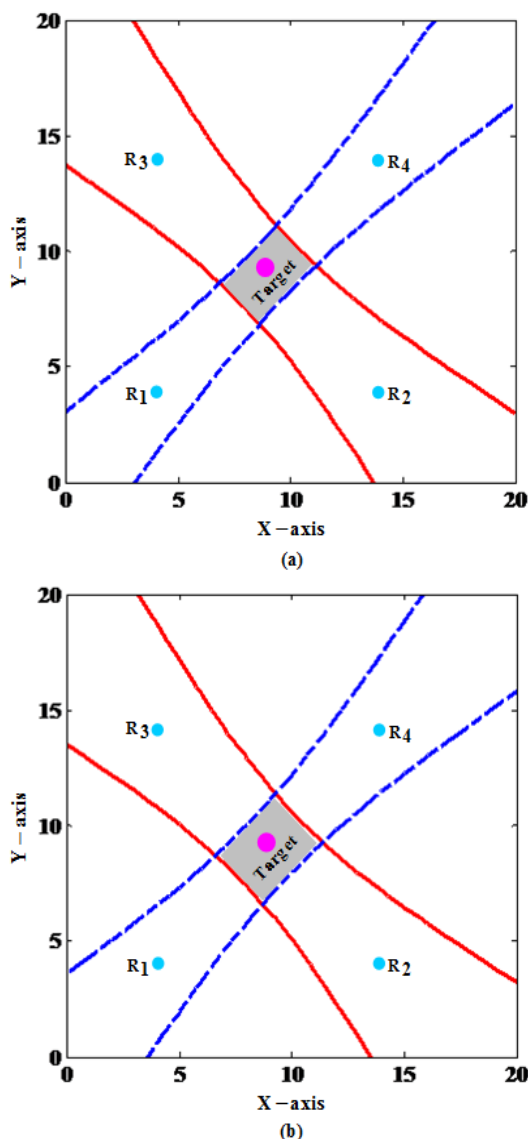 20
15
10
5
0
Y – axis
R3
R4
R1
R2
Target
0 5 10 15 20
X – axis
(a)
20
15
10
5
0
Y – axis
R3
R4
R1
R2
Target
0 5 10 15 20
X – axis
(b)